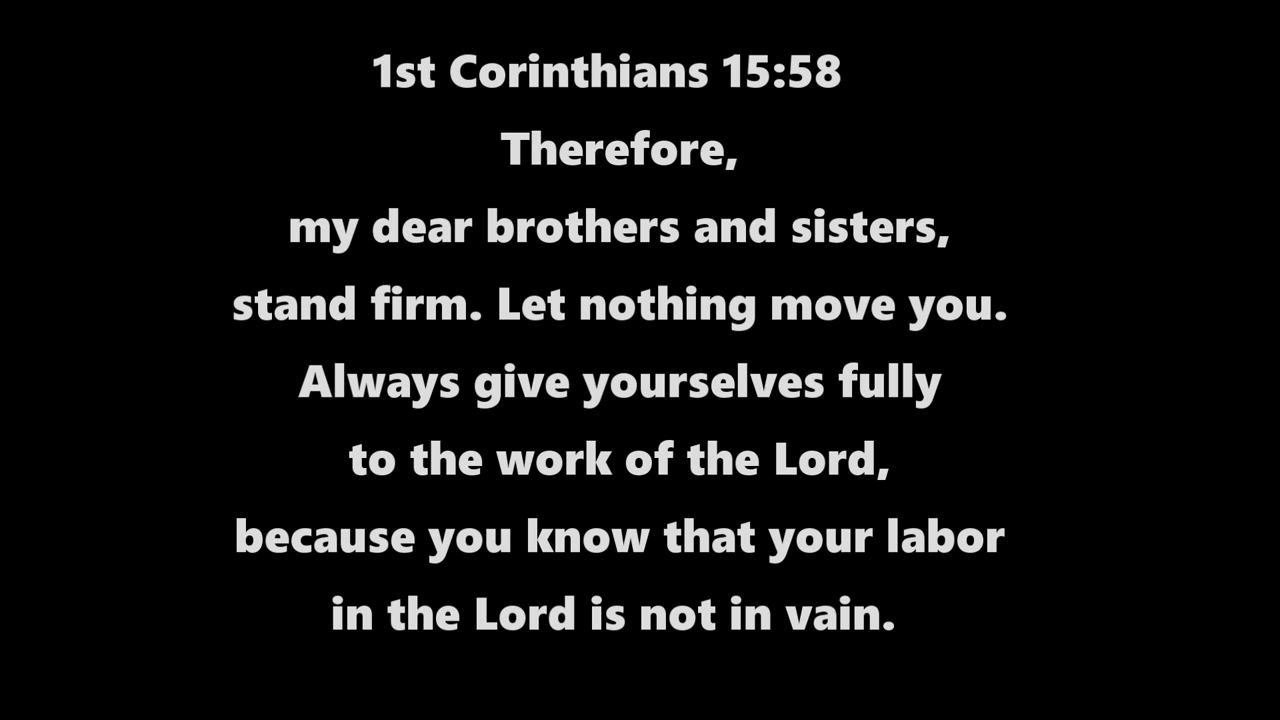 1st Corinthians 15:58
Therefore,
my dear brothers and sisters,
stand firm. Let nothing move you.
Always give yourselves fully
to the work of the Lord,
because you know that your labor
in the Lord is not in vain.